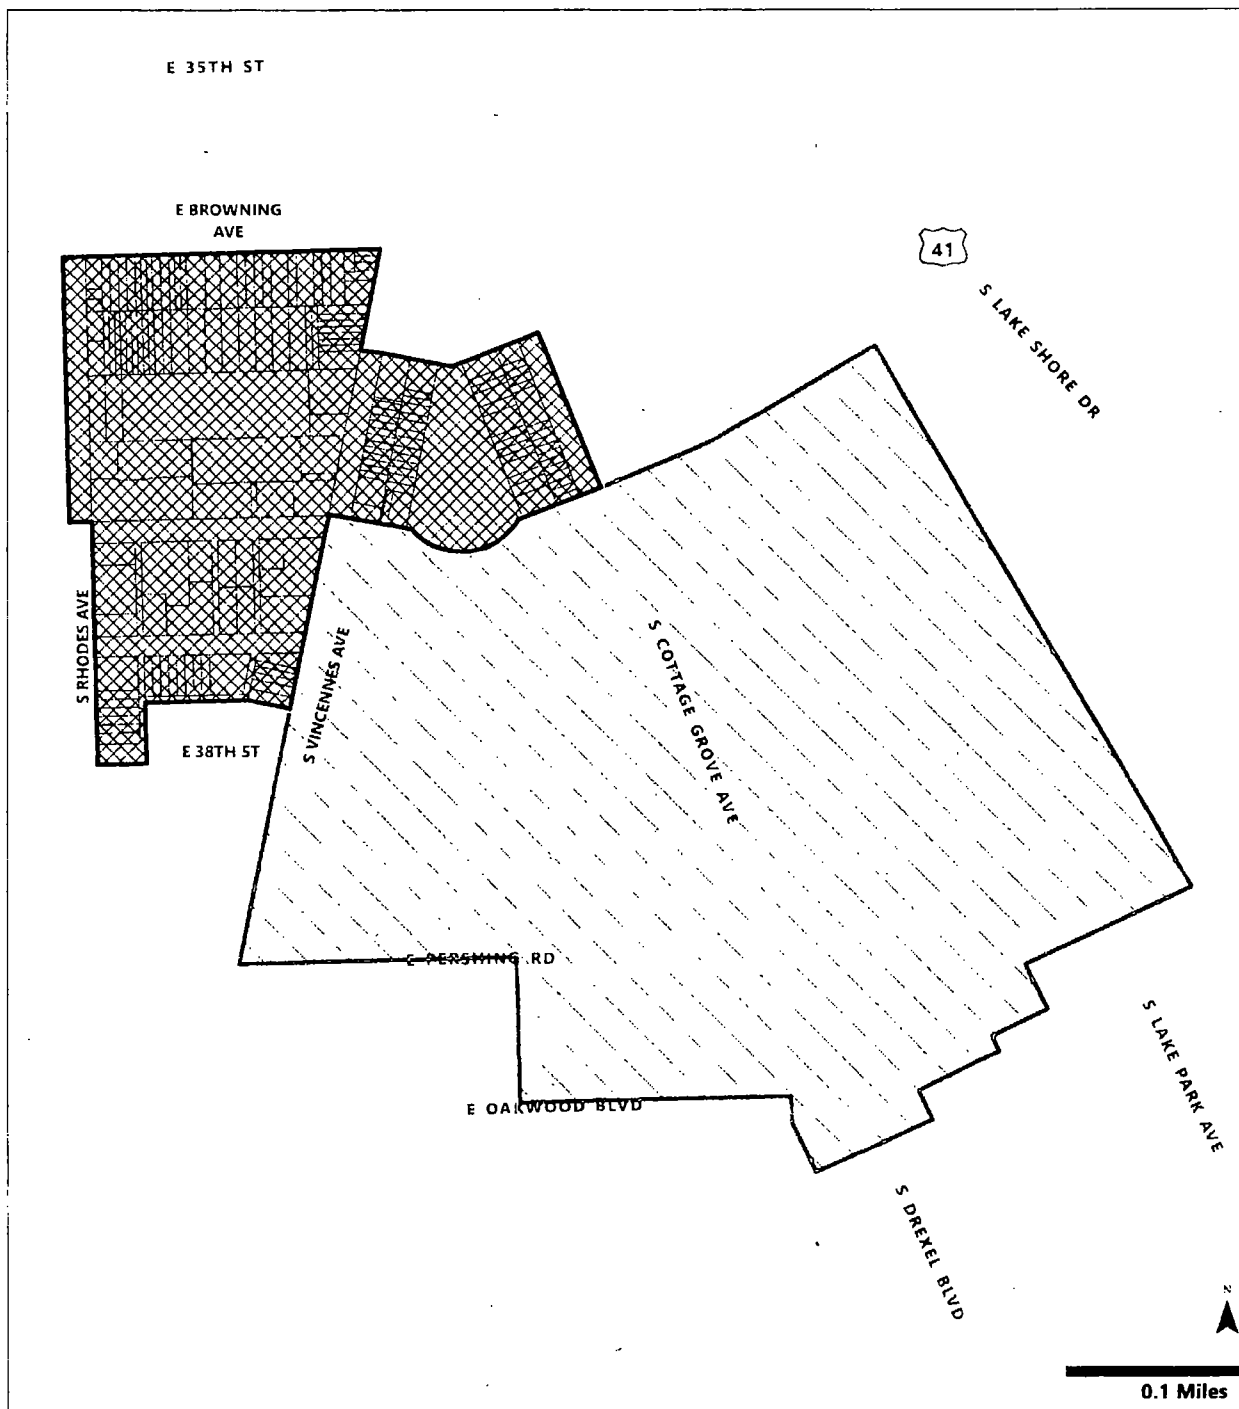 E 35TH ST
E BROWNING
AVE
41
S LAKE SHORE DR
S RHODES AVE
S VINCENNES AVE
S COTTAGE GROVE AVE
E 38TH ST
E PERSHING RD
E OAKWOOD BLVD
S LAKE PARK AVE
S DREXEL BLVD
N
0.1 Miles